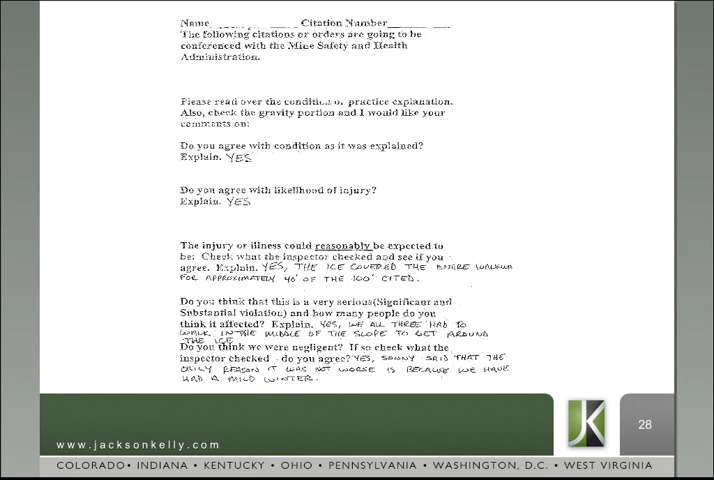 Name Citation Number
The following citations or orders are going to be
conferenced with the Mine Safety and Health
Administration.
Please read over the condition or practice explanation.
Also, check the gravity portion and I would like your
comments on:
Do you agree with condition as it was explained?
Explain. YES
Do you agree with likelihood of injury?
Explain. YES
The injury or illness could reasonably be expected to
be: Check what the inspector checked and see if you
agree. Explain. YES, THE ICE COVERED THE ENTIRE WALKWAY
FOR APPROXIMATELY 40' OF THE 100' CITED.
Do you think that this is a very serious(Significant and
Substantial violation) and how many people do you
think it affected? Explain. YES, WE ALL THREE HAD TO
WALK IN THE MIDDLE OF THE SLOPE TO GET AROUND
THE ICE
Do you think we were negligent? If so check what the
inspector checked - do you agree? YES, SONNY SAID THAT THE
ONLY REASON IT WAS NOT WORSE IS BECAUSE WE HAVE
HAD A MILD WINTER.
JK
28
www.jacksonkelly.com
COLORADO• INDIANA • KENTUCKY • OHIO • PENNSYLVANIA • WASHINGTON, D.C. • WEST VIRGINIA